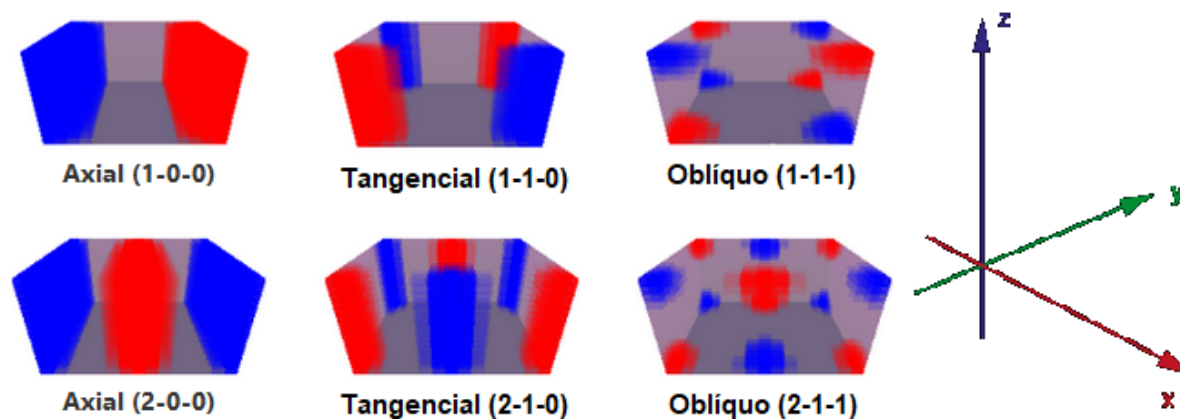 Axial (1-0-0)
Tangencial (1-1-0)
Oblíquo (1-1-1)
Axial (2-0-0)
Tangencial (2-1-0)
Oblíquo (2-1-1)
z
y
x